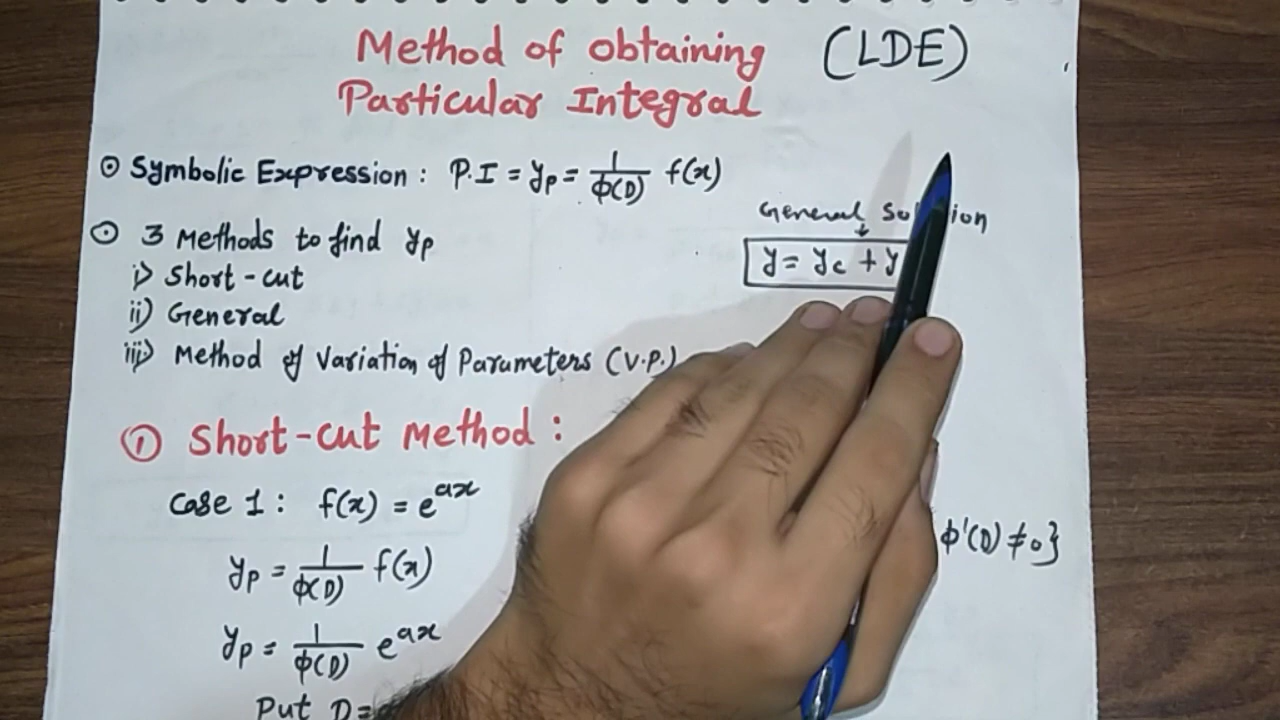 Method of obtaining (LDE)
Particular Integral
⊙ Symbolic Expression : P.I = yp = 1/ϕ(D) f(x)
⊙ 3 Methods to find yp
General
y = yc + y
i) Short-cut
ii) General
iii) Method of Variation of Parameters (V.P.)
① Short-cut Method :
Case 1 : f(x) = e^ax
ϕ'(D) ≠ 0}
yp = 1/ϕ(D) f(x)
yp = 1/ϕ(D) e^ax
Put D=